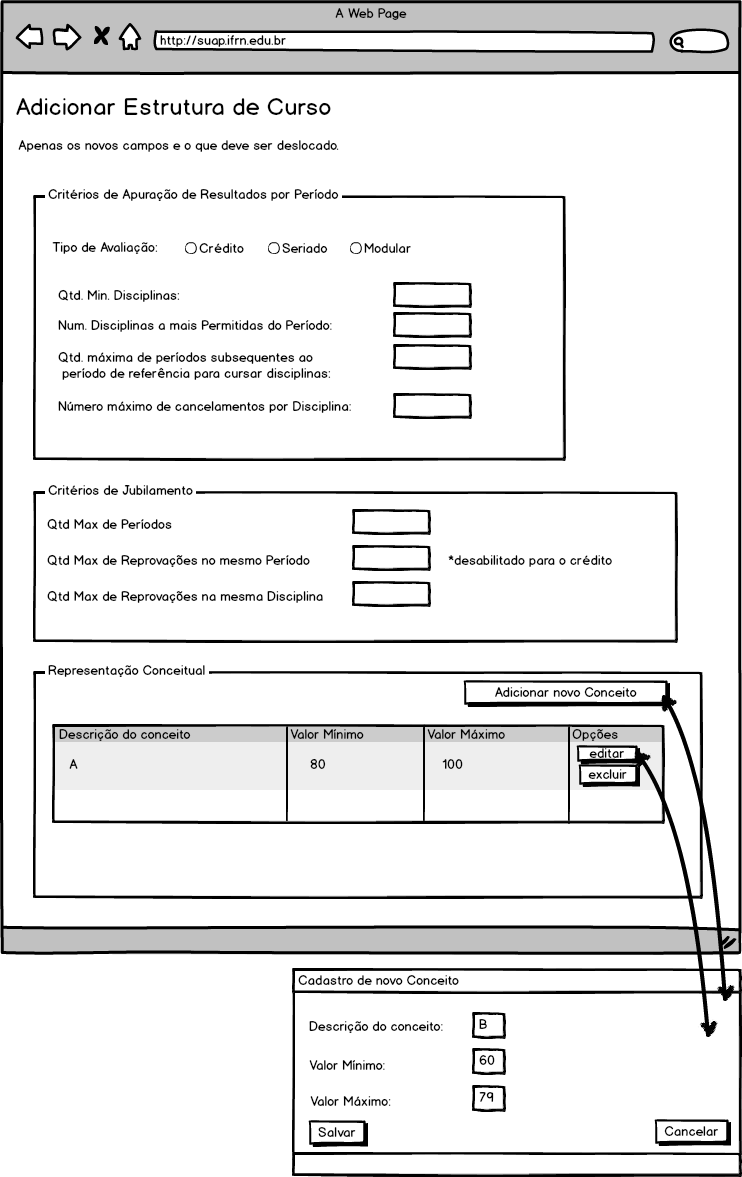 A Web Page
http://suap.ifrn.edu.br
Adicionar Estrutura de Curso
Apenas os novos campos e o que deve ser deslocado.
Critérios de Apuração de Resultados por Período
Tipo de Avaliação: Crédito Seriado Modular
Qtd. Min. Disciplinas:
Num. Disciplinas a mais Permitidas do Período:
Qtd. máxima de períodos subsequentes ao
período de referência para cursar disciplinas:
Número máximo de cancelamentos por Disciplina:
Critérios de Jubilamento
Qtd Max de Períodos
Qtd Max de Reprovações no mesmo Período *desabilitado para o crédito
Qtd Max de Reprovações na mesma Disciplina
Representação Conceitual
Adicionar novo Conceito
Descrição do conceito Valor Mínimo Valor Máximo Opções
editar
A 80 100
excluir
Cadastro de novo Conceito
Descrição do conceito: B
Valor Mínimo: 60
Valor Máximo: 79
Salvar Cancelar